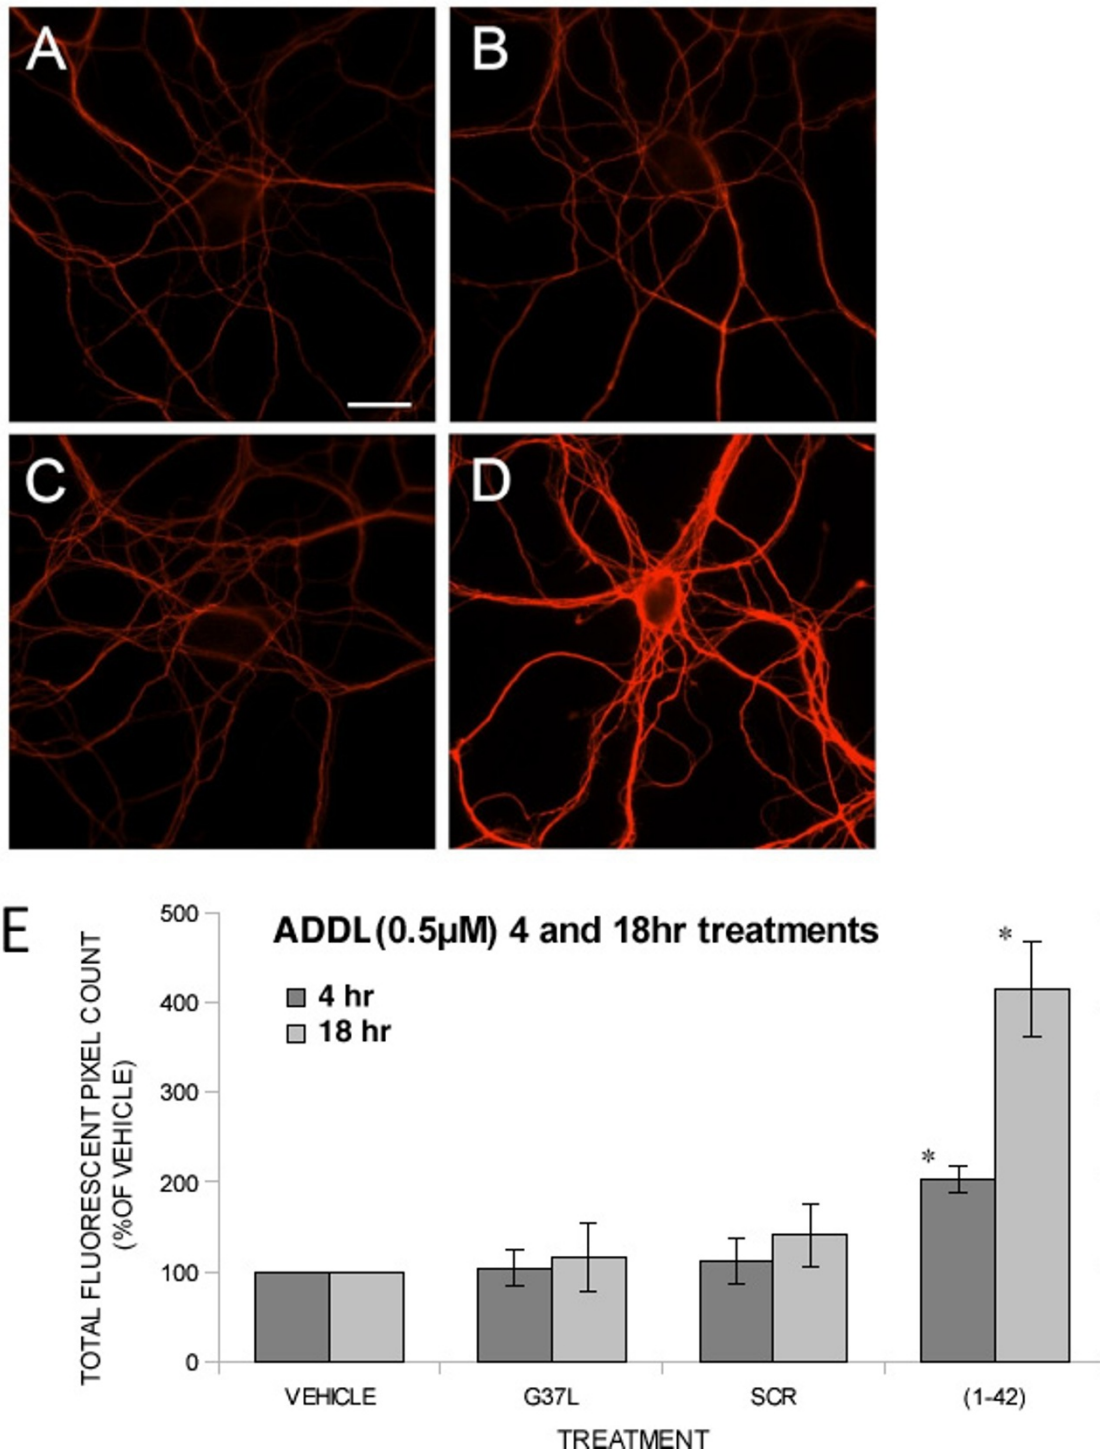 A
B
C
D
E
ADDL(0.5µM) 4 and 18hr treatments
4 hr
18 hr
TOTAL FLUORESCENT PIXEL COUNT
(%OF VEHICLE)
500
400
300
200
100
0
*
*
VEHICLE
G37L
SCR
(1-42)
TREATMENT